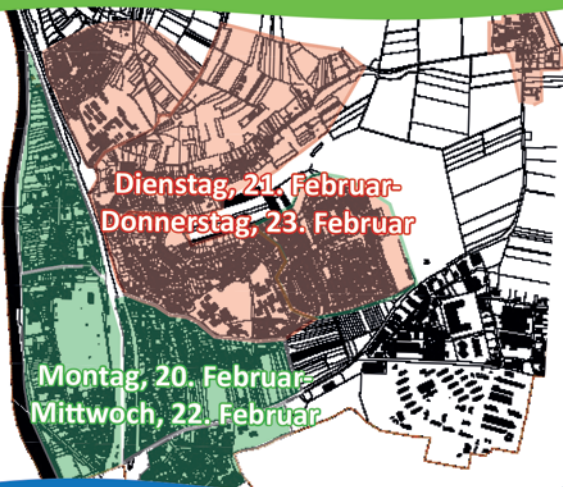 Dienstag, 21. Februar-
Donnerstag, 23. Februar
Montag, 20. Februar-
Mittwoch, 22. Februar